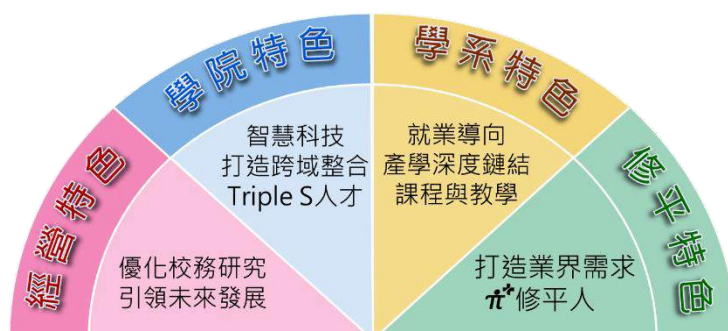 經營特色
優化校務研究
引領未來發展
學院特色
智慧科技
打造跨域整合
Triple S人才
學系特色
就業導向
產學深度鏈結
課程與教學
修平特色
打造業界需求
π⁺修平人